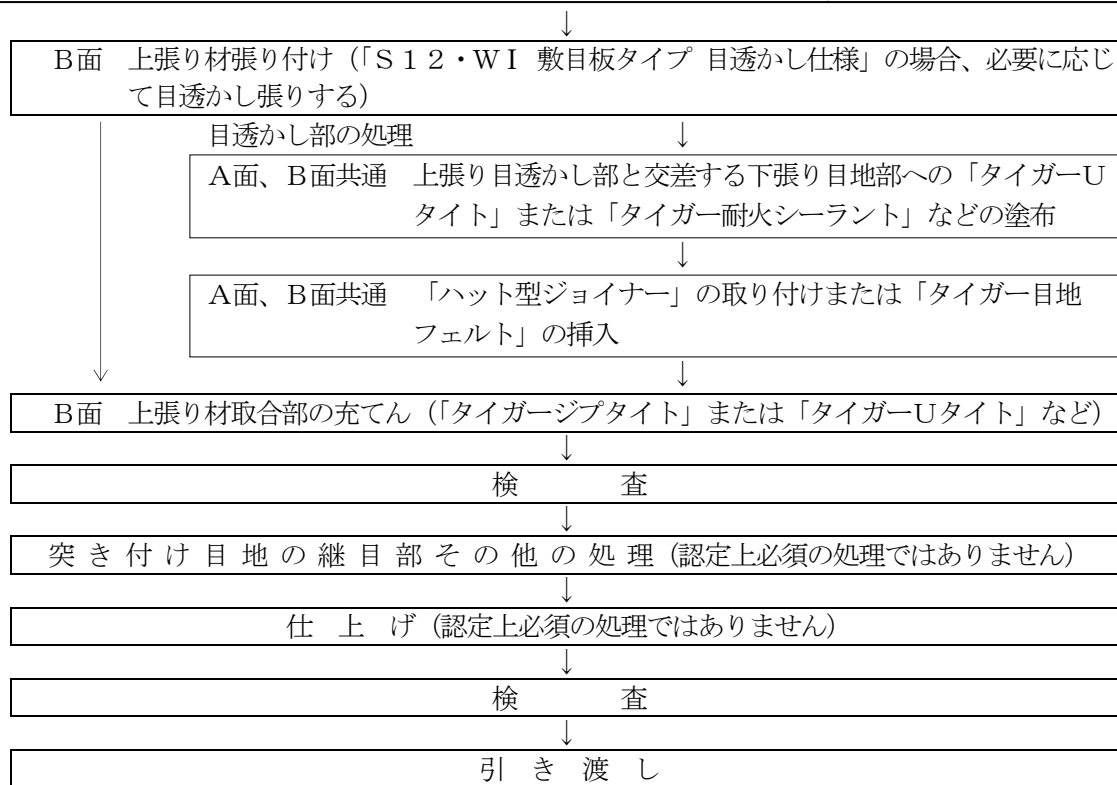 ↓
B面 上張り材張り付け（「S12・WI 敷目板タイプ 目透かし仕様」の場合、必要に応じ
て目透かし張りする）
目透かし部の処理 ↓
A面、B面共通 上張り目透かし部と交差する下張り目地部への「タイガーU
タイト」または「タイガー耐火シーラント」などの塗布
↓
A面、B面共通 「ハット型ジョイナー」の取り付けまたは「タイガー目地
フェルト」の挿入
↓
B面 上張り材取合部の充てん（「タイガージプタイト」または「タイガーUタイト」など）
↓
検 査
↓
突き付け目地の継目部その他の処理(認定上必須の処理ではありません）
↓
仕上げ(認定上必須の処理ではありません）
↓
検 査
↓
引き渡し